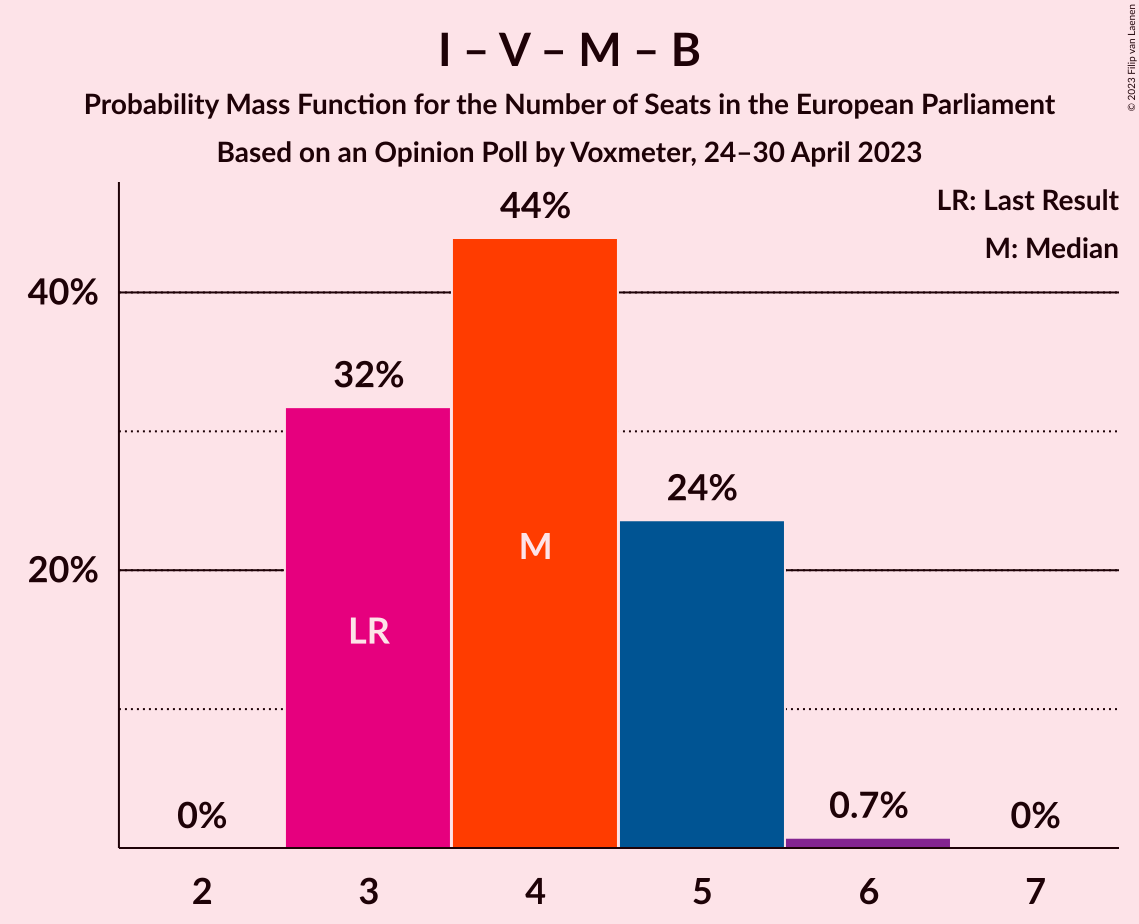 I – V – M – B
Probability Mass Function for the Number of Seats in the European Parliament
Based on an Opinion Poll by Voxmeter, 24–30 April 2023
© 2023 Filip van Laenen
LR: Last Result
M: Median
44%
40%
32%
24%
20%
M
LR
0%
0.7%
0%
2 3 4 5 6 7